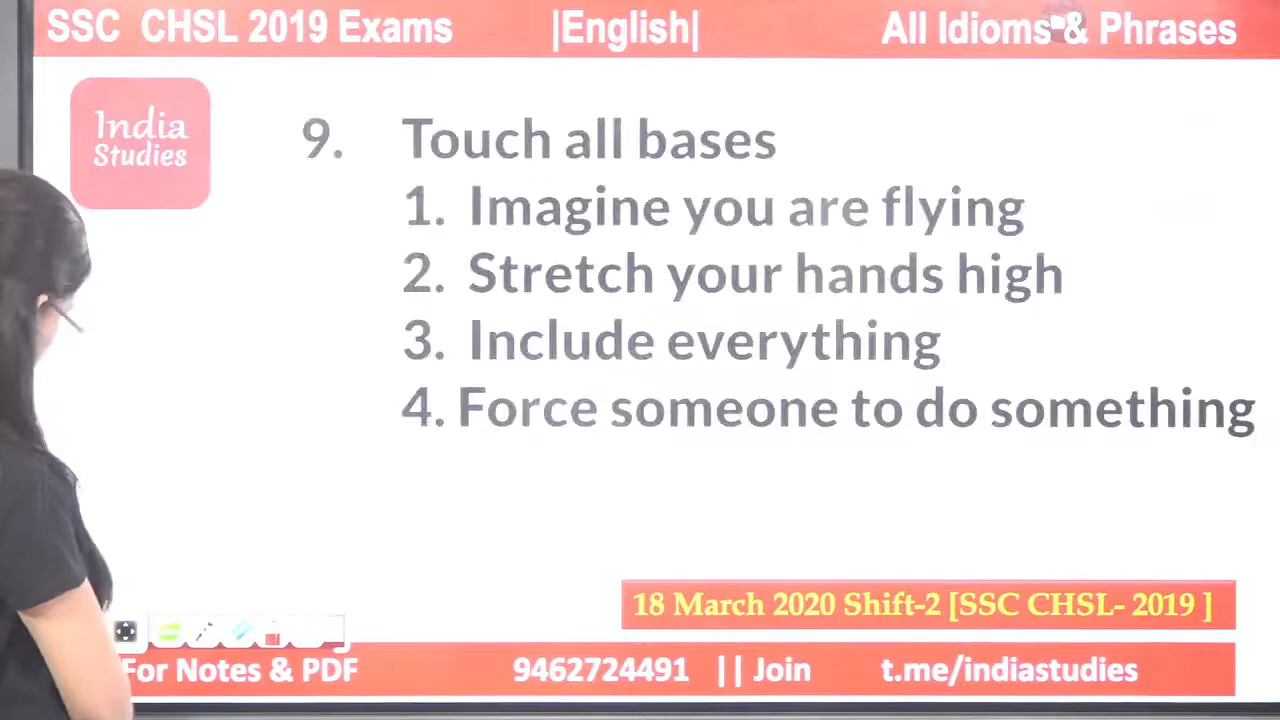 SSC CHSL 2019 Exams |English| All Idioms & Phrases
India
Studies
9. Touch all bases
1. Imagine you are flying
2. Stretch your hands high
3. Include everything
4. Force someone to do something
18 March 2020 Shift-2 [SSC CHSL- 2019 ]
For Notes & PDF 9462724491 || Join t.me/indiastudies